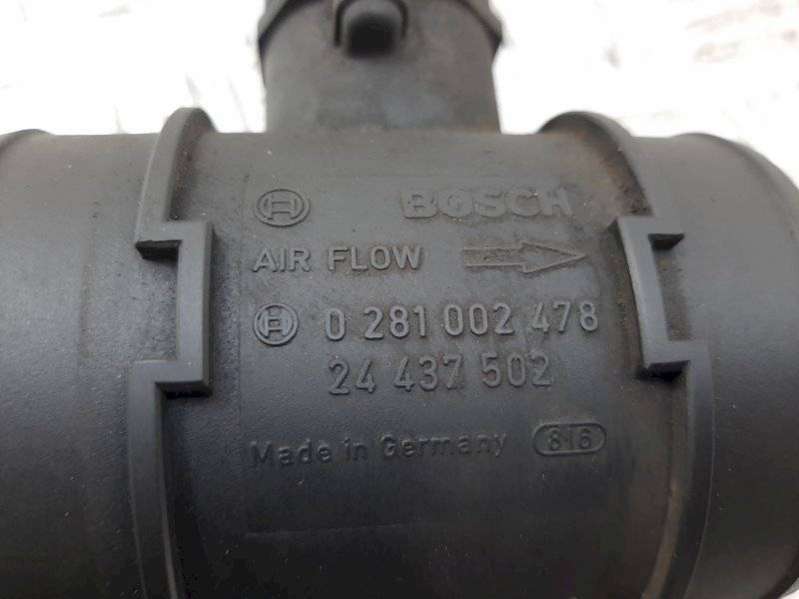 BOSCH
AIR FLOW
0 281 002 478
24 437 502
Made in Germany 816